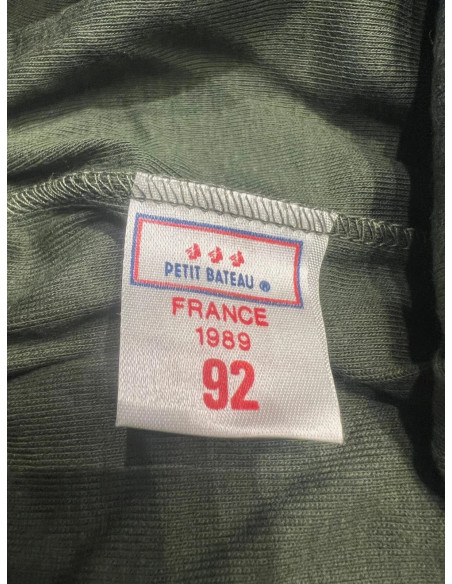 PETIT BATEAU ®
FRANCE
1989
92